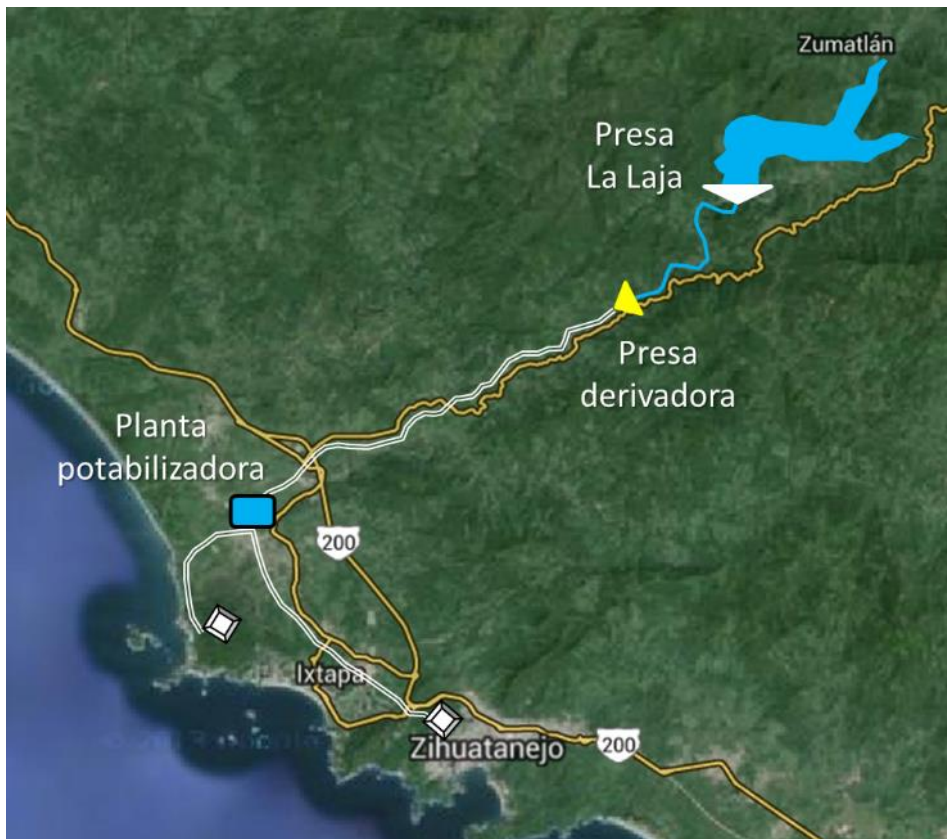 Zumatlán
Presa
La Laja
Presa
derivadora
Planta
potabilizadora
200
Ixtapa
Zihuatanejo
200